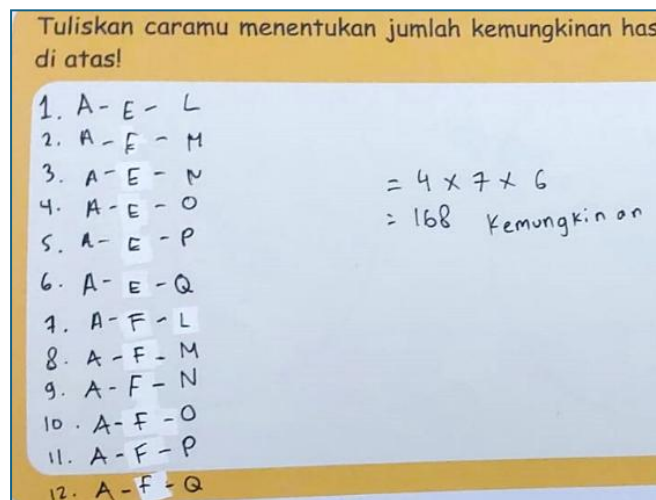 Tuliskan caramu menentukan jumlah kemungkinan has
di atas!
1. A - E - L
2. A - F - M
3. A - E - N
4. A - E - O
5. A - E - P
6. A - E - Q
7. A - F - L
8. A - F - M
9. A - F - N
10. A - F - O
11. A - F - P
12. A - F - Q
= 4 x 7 x 6
= 168 Kemungkinan